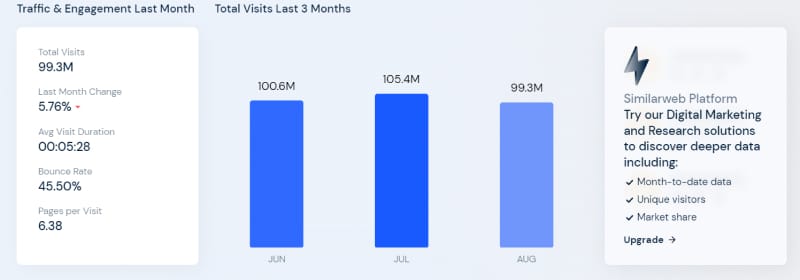 Traffic & Engagement Last Month
Total Visits
99.3M
Last Month Change
5.76%
Avg Visit Duration
00:05:28
Bounce Rate
45.50%
Pages per Visit
6.38
Total Visits Last 3 Months
100.6M
105.4M
99.3M
JUN
JUL
AUG
Similarweb Platform
Try our Digital Marketing
and Research solutions
to discover deeper data
including:
Month-to-date data
Unique visitors
Market share
Upgrade →